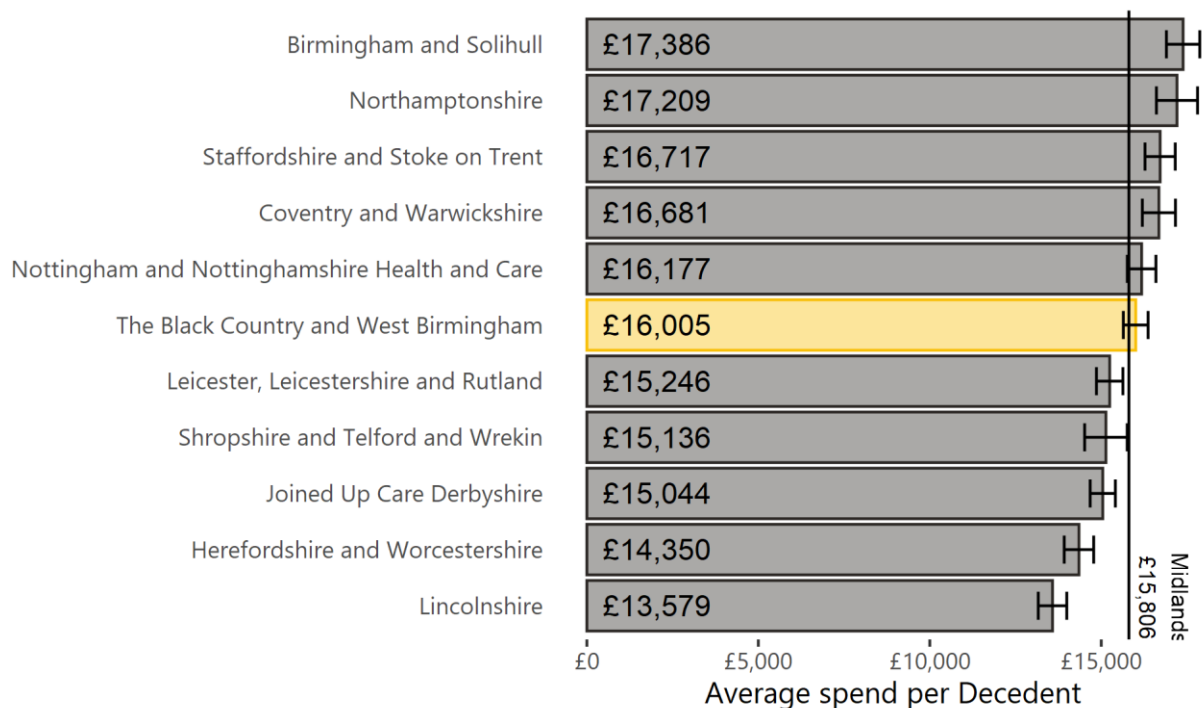 Birmingham and Solihull £17,386
Northamptonshire £17,209
Staffordshire and Stoke on Trent £16,717
Coventry and Warwickshire £16,681
Nottingham and Nottinghamshire Health and Care £16,177
The Black Country and West Birmingham £16,005
Leicester, Leicestershire and Rutland £15,246
Shropshire and Telford and Wrekin £15,136
Joined Up Care Derbyshire £15,044
Herefordshire and Worcestershire £14,350
Lincolnshire £13,579
Midlands
£15,806
£0 £5,000 £10,000 £15,000
Average spend per Decedent